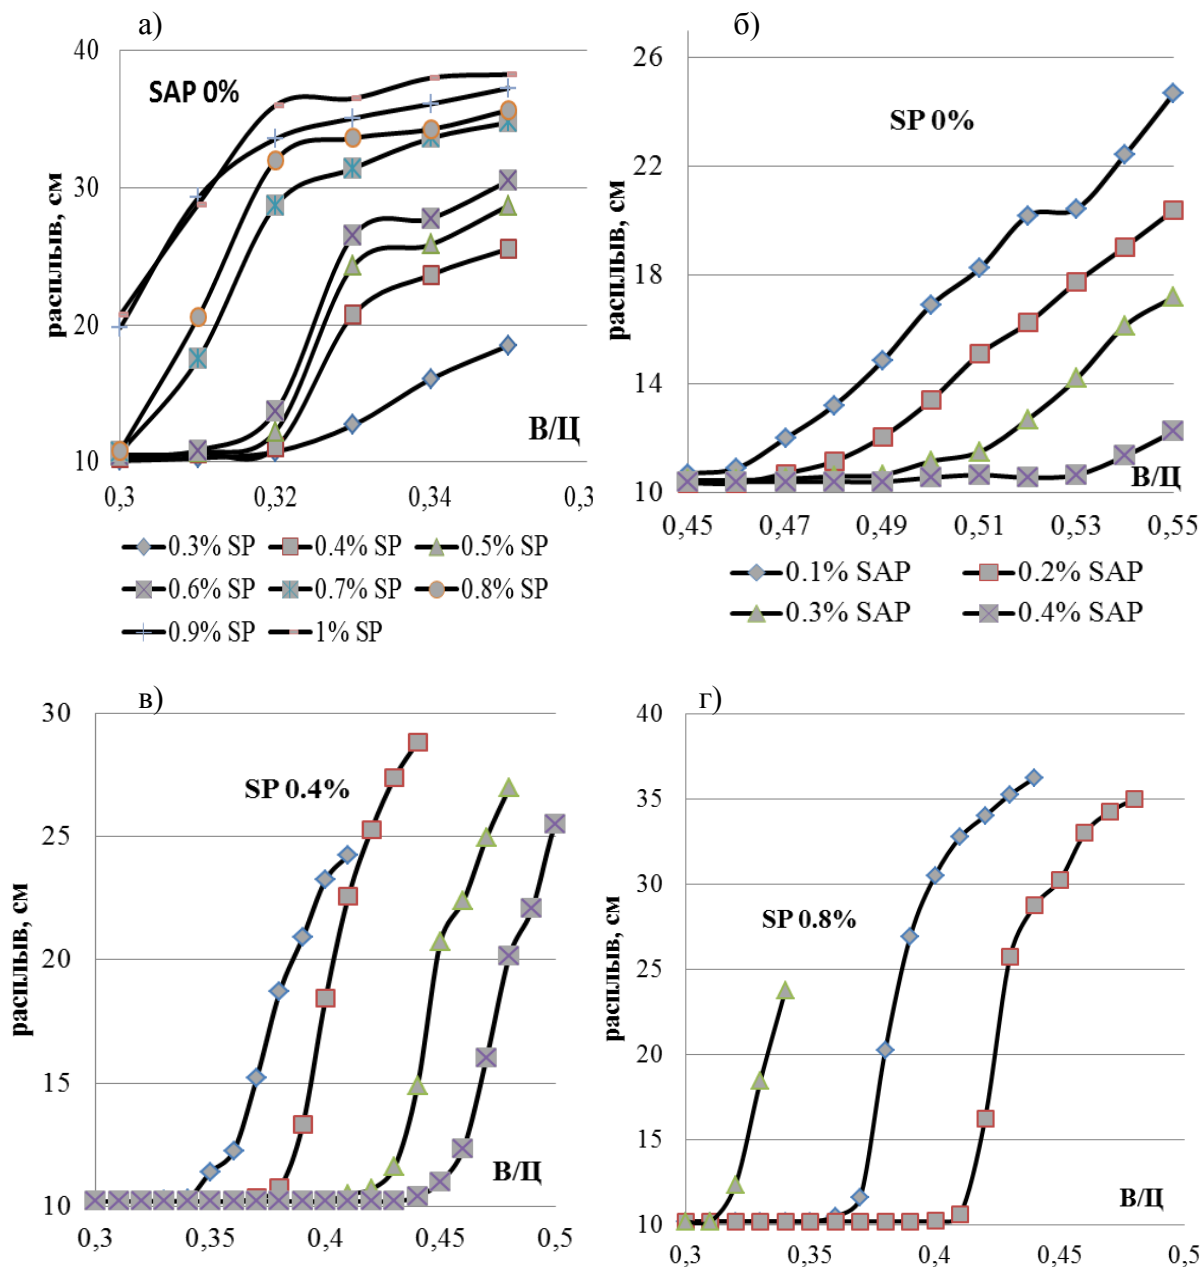 а)
40
30
20
10
SAP 0%
расплыв, см
В/Ц
0,3 0,32 0,34 0,3
0.3% SP 0.4% SP 0.5% SP
0.6% SP 0.7% SP 0.8% SP
0.9% SP 1% SP
б)
26
22
18
14
10
SP 0%
расплыв, см
В/Ц
0,45 0,47 0,49 0,51 0,53 0,55
0.1% SAP 0.2% SAP
0.3% SAP 0.4% SAP
в)
30
25
20
15
10
SP 0.4%
расплыв, см
В/Ц
0,3 0,35 0,4 0,45 0,5
г)
40
35
30
25
20
15
10
SP 0.8%
расплыв, см
В/Ц
0,3 0,35 0,4 0,45 0,5